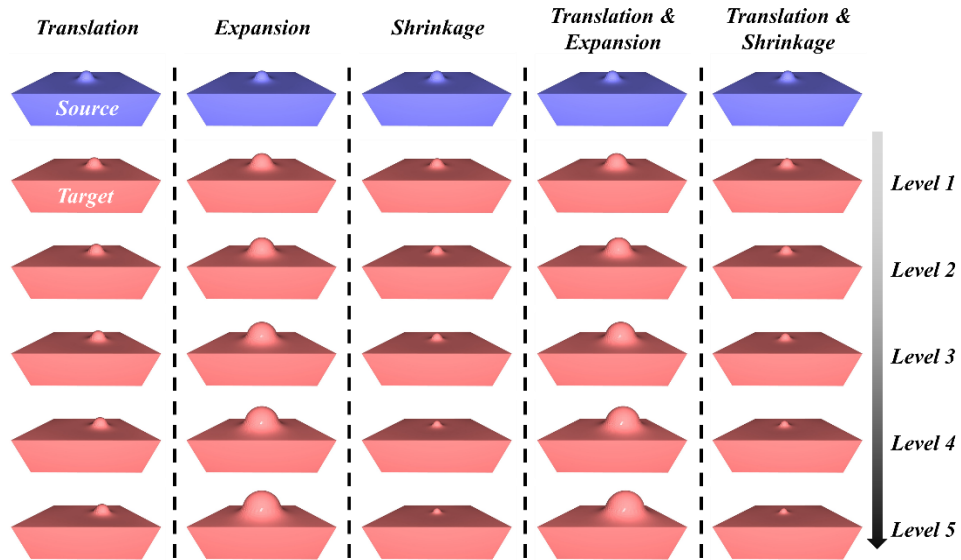 Translation
Expansion
Shrinkage
Translation &
Expansion
Translation &
Shrinkage
Source
Target
Level 1
Level 2
Level 3
Level 4
Level 5